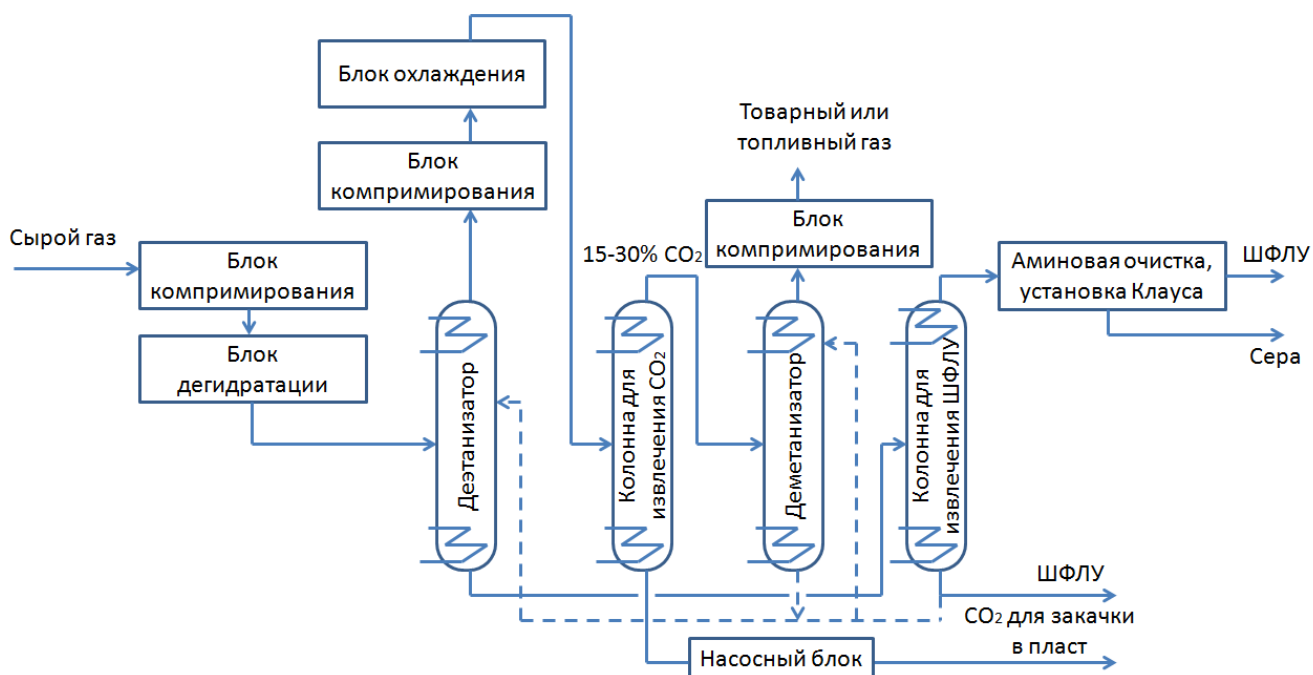 Блок охлаждения
Блок
компримирования
Сырой газ
Блок
компримирования
Блок
дегидратации
Деэтанизатор
15-30% CO₂
Колонна для
извлечения CO₂
Товарный или
топливный газ
Блок
компримирования
Деметанизатор
Колонна для
извлечения ШФЛУ
Аминовая очистка,
установка Клауса
ШФЛУ
Сера
ШФЛУ
CO₂ для закачки
в пласт
Насосный блок